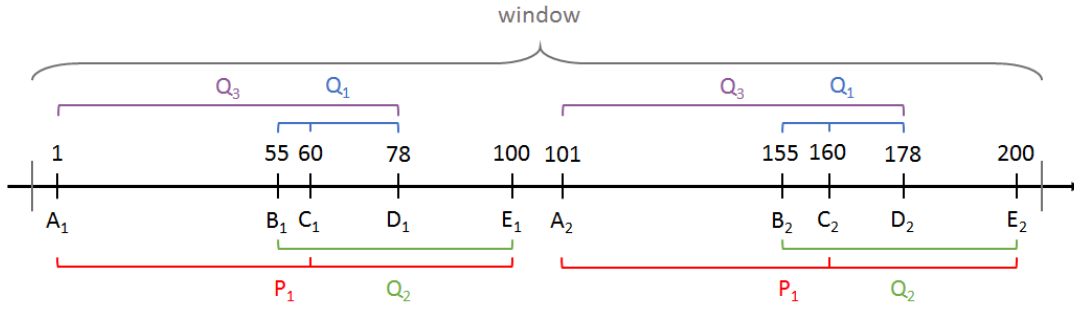 window
Q₃ Q₁ Q₃ Q₁
1 55 60 78 100 101 155 160 178 200
A₁ B₁ C₁ D₁ E₁ A₂ B₂ C₂ D₂ E₂
P₁ Q₂ P₁ Q₂